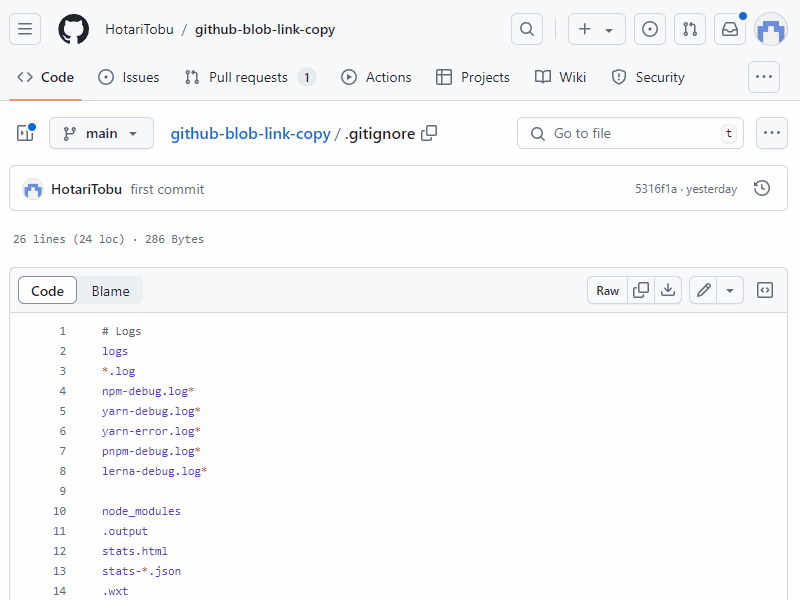 HotariTobu / github-blob-link-copy
Code Issues Pull requests 1 Actions Projects Wiki Security
main github-blob-link-copy / .gitignore Go to file t
HotariTobu first commit 5316f1a · yesterday
26 lines (24 loc) · 286 Bytes
Code Blame Raw
1 # Logs
2 logs
3 *.log
4 npm-debug.log*
5 yarn-debug.log*
6 yarn-error.log*
7 pnpm-debug.log*
8 lerna-debug.log*
9
10 node_modules
11 .output
12 stats.html
13 stats-*.json
14 .wxt